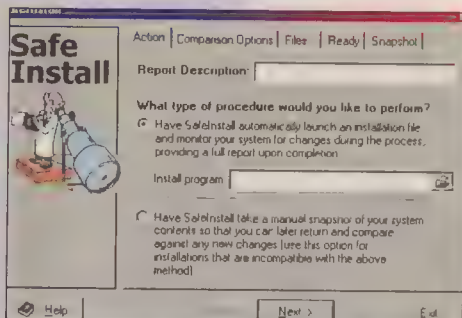 Safe
Install
Action
Comparison Options
Files
Ready
Snapshot
Report Description:
What type of procedure would you like to perform?
Have SafeInstall automatically launch an installation file
and monitor your system for changes during the process,
providing a full report upon completion
Install program
Have SafeInstall take a manual snapshot of your system
contents so that you can later return and compare
against any new changes (use this option for
installations that are incompatible with the above
method)
Help
Next >
Exit